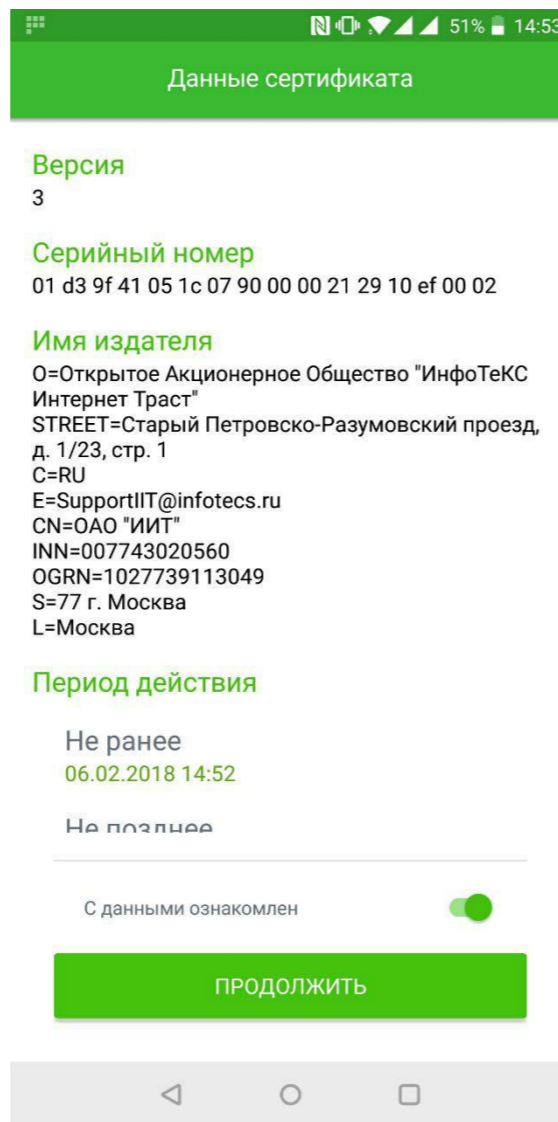 51% 14:53
Данные сертификата
Версия
3
Серийный номер
01 d3 9f 41 05 1c 07 90 00 00 21 29 10 ef 00 02
Имя издателя
O=Открытое Акционерное Общество "ИнфоТеКС
Интернет Траст"
STREET=Старый Петровско-Разумовский проезд,
д. 1/23, стр. 1
C=RU
E=SupportIIT@infotecs.ru
CN=ОАО "ИИТ"
INN=007743020560
OGRN=1027739113049
S=77 г. Москва
L=Москва
Период действия
Не ранее
06.02.2018 14:52
Не позднее
С данными ознакомлен
ПРОДОЛЖИТЬ